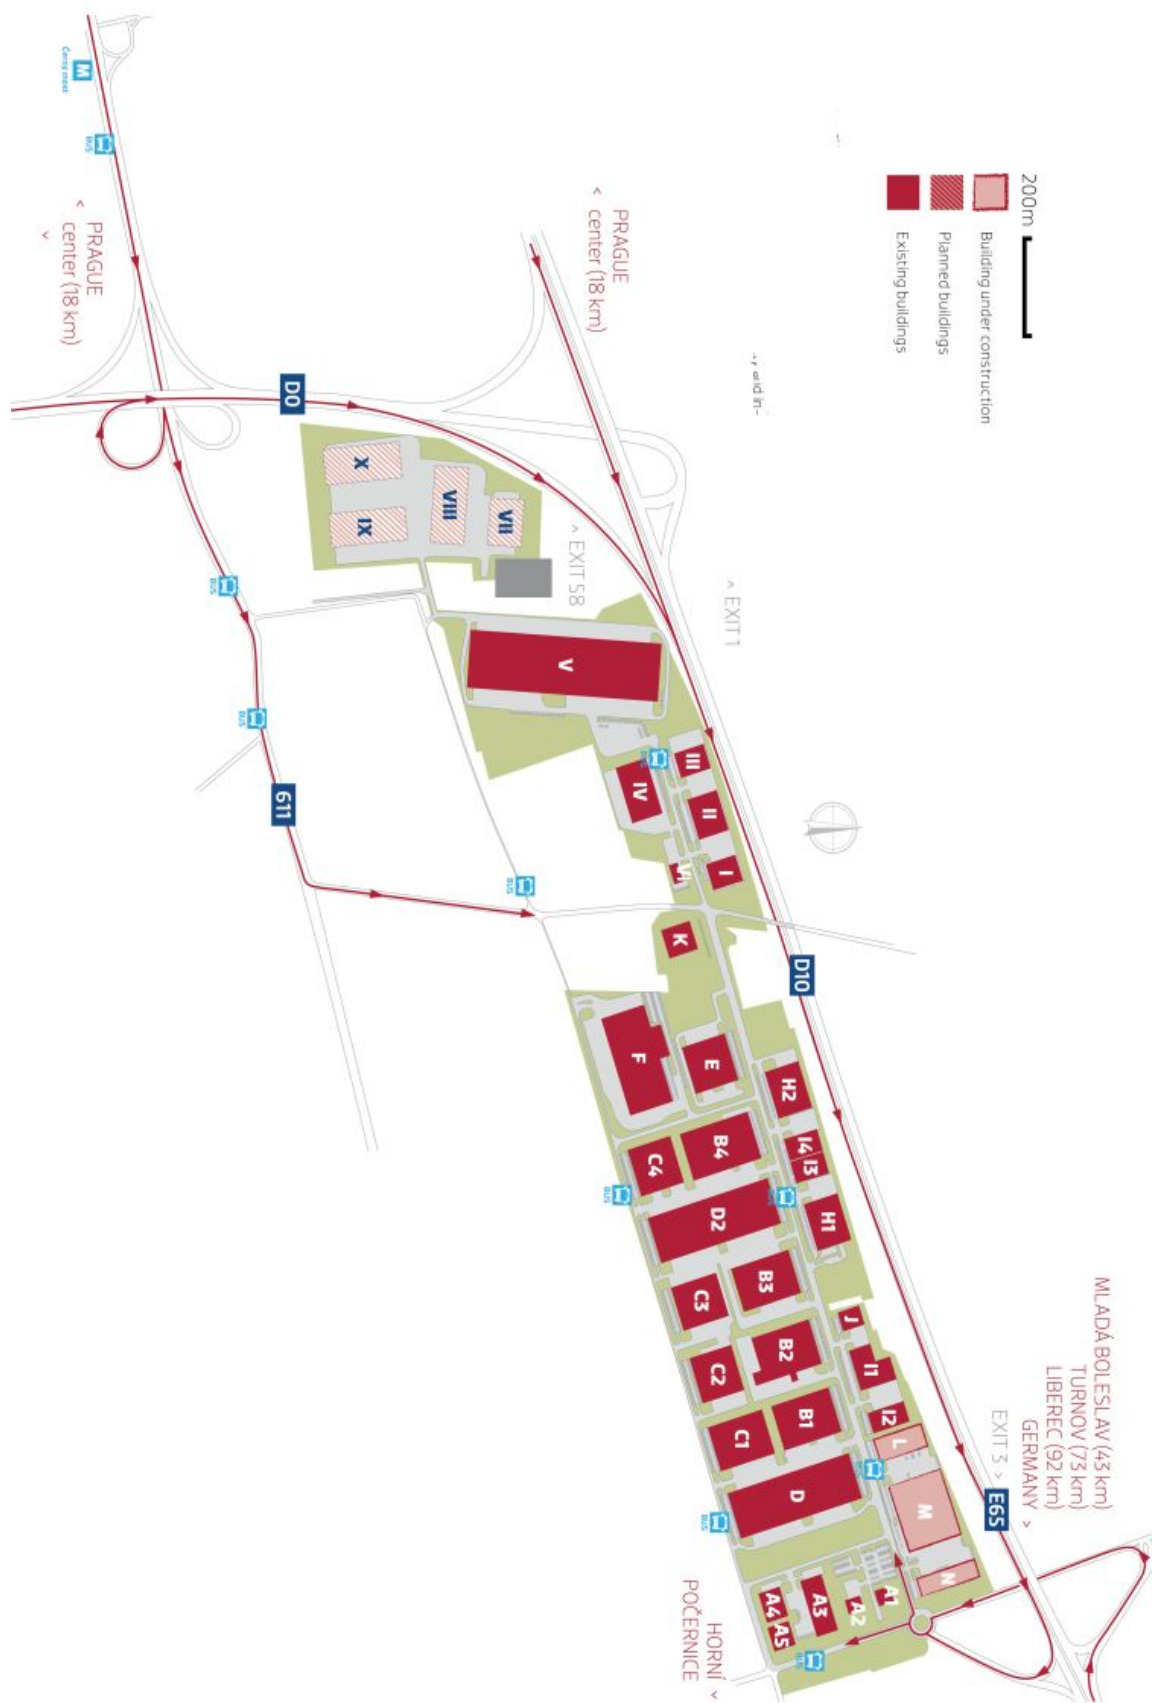 200m
Building under construction
Planned buildings
Existing buildings
M
Černý most
BUS
< PRAGUE
center (18 km)
<
< PRAGUE
center (18 km)
D0
X
IX
VIII
VII
< EXIT 58
< EXIT 1
BUS
BUS
611
BUS
V
III
IV
II
I
VI
K
D10
F
E
H2
I4
I3
H1
B4
C4
BUS
D2
B3
C3
J
B2
C2
I1
I2
B1
C1
L
D
BUS
M
N
A1
A2
A3
A4
A5
BUS
MLADÁ BOLESLAV (43 km)
TURNOV (73 km)
LIBEREC (92 km)
GERMANY >
EXIT 3 >
E65
HORNÍ
POČERNICE >